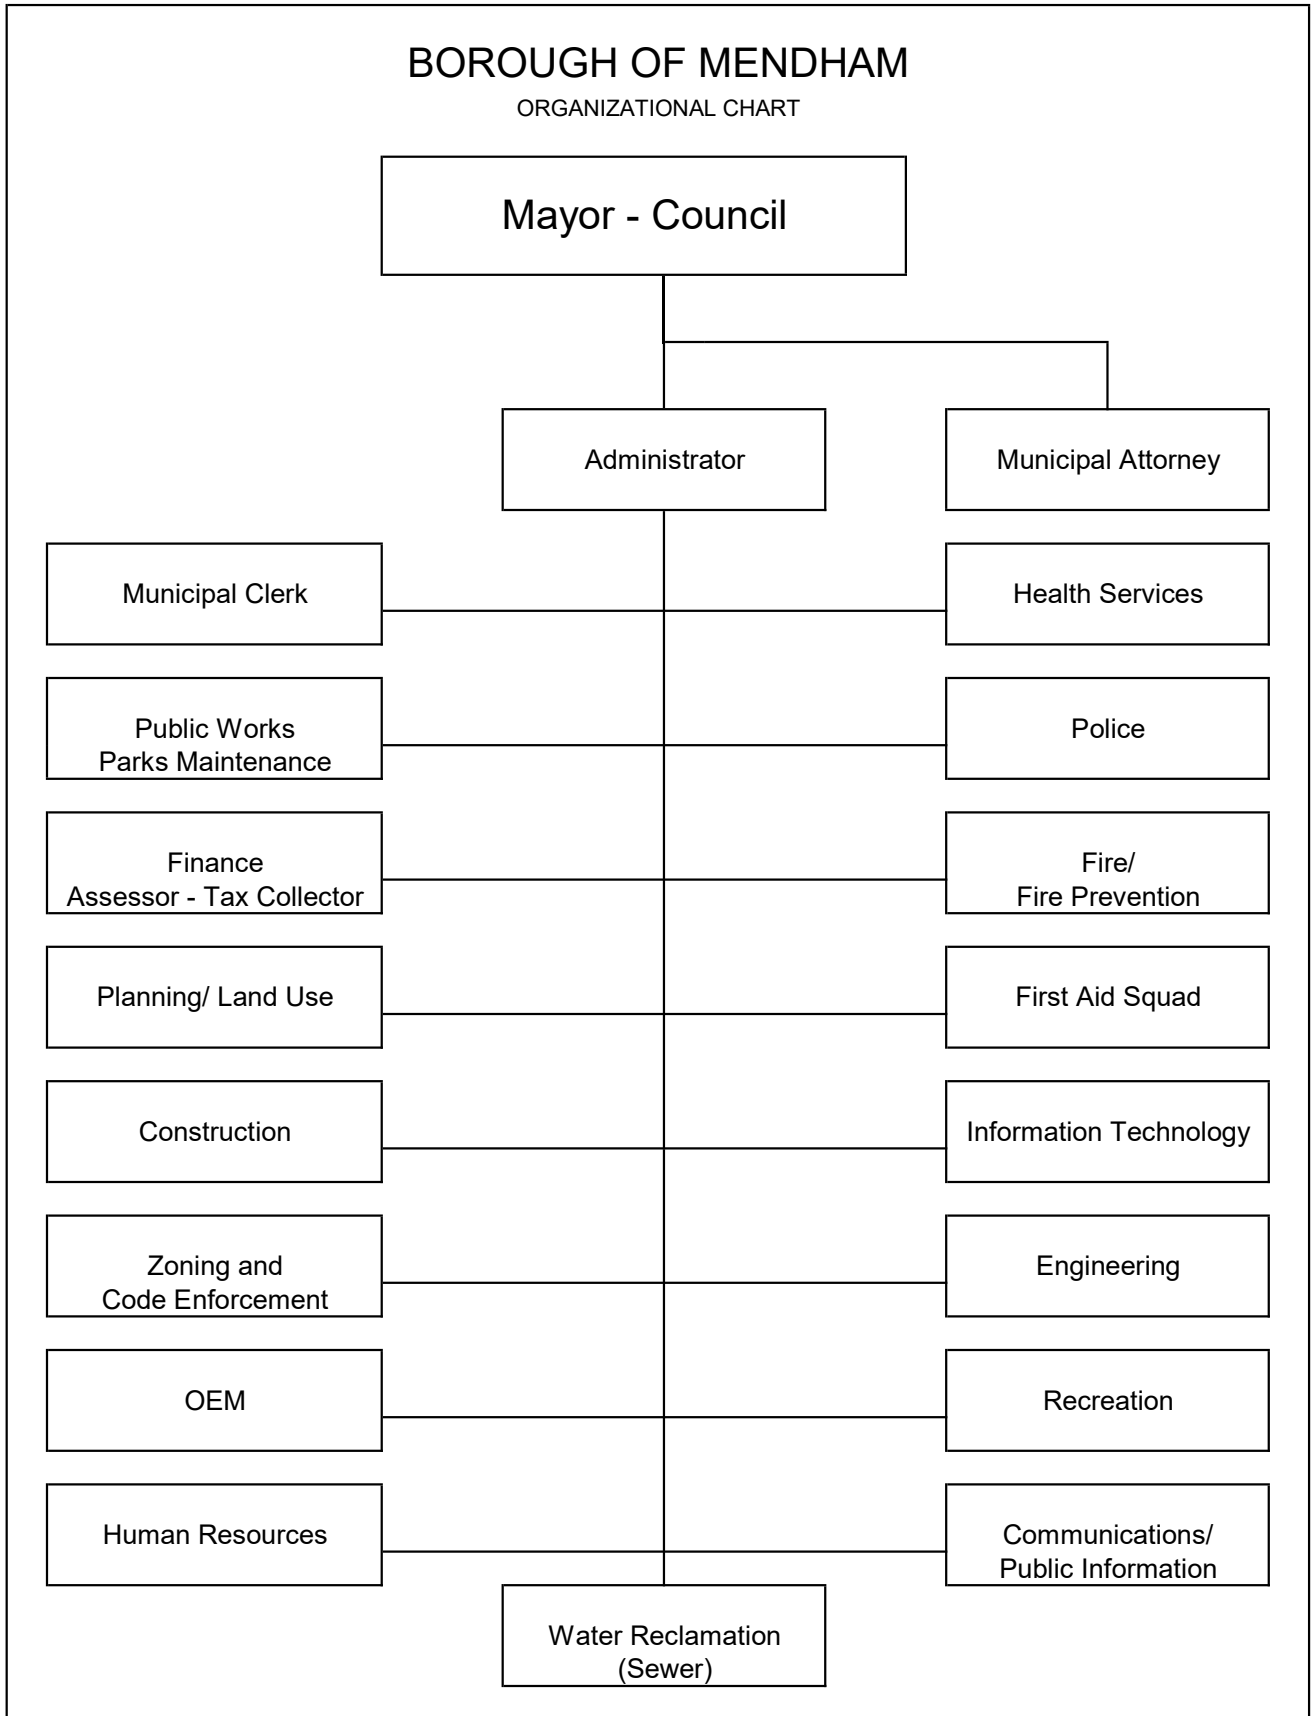 BOROUGH OF MENDHAM
ORGANIZATIONAL CHART
Mayor - Council
Administrator
Municipal Attorney
Municipal Clerk
Health Services
Public Works
Parks Maintenance
Police
Finance
Assessor - Tax Collector
Fire/
Fire Prevention
Planning/ Land Use
First Aid Squad
Construction
Information Technology
Zoning and
Code Enforcement
Engineering
OEM
Recreation
Human Resources
Communications/
Public Information
Water Reclamation
(Sewer)